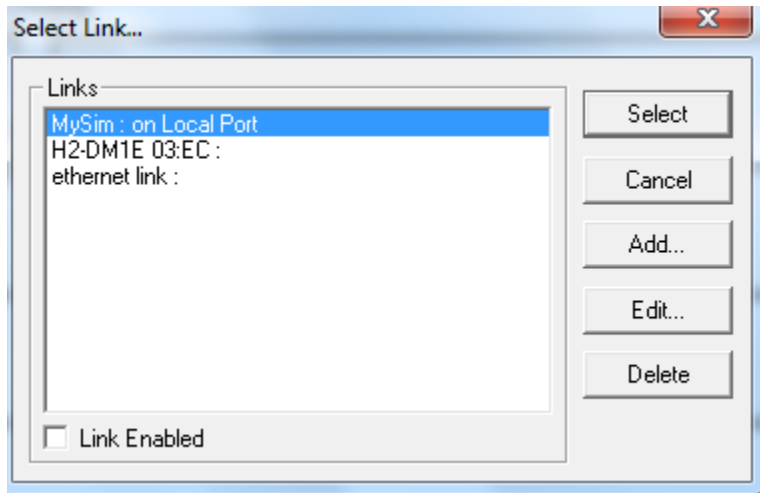 Select Link...
Links
MySim : on Local Port
H2-DM1E 03:EC :
ethernet link :
Link Enabled
Select
Cancel
Add...
Edit...
Delete